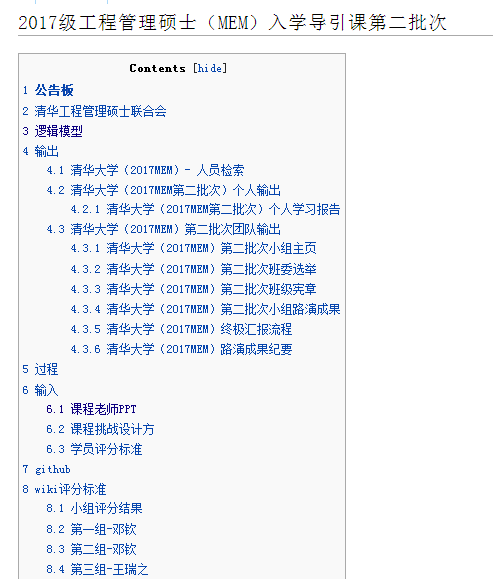 2017级工程管理硕士（MEM）入学导引课第二批次
Contents [hide]
1 公告板
2 清华工程管理硕士联合会
3 逻辑模型
4 输出
4.1 清华大学（2017MEM）- 人员检索
4.2 清华大学（2017MEM第二批次）个人输出
4.2.1 清华大学（2017MEM第二批次）个人学习报告
4.3 清华大学（2017MEM）第二批次团队输出
4.3.1 清华大学（2017MEM）第二批次小组主页
4.3.2 清华大学（2017MEM）第二批次班委选举
4.3.3 清华大学（2017MEM）第二批次班级宪章
4.3.4 清华大学（2017MEM）第二批次小组路演成果
4.3.5 清华大学（2017MEM）终极汇报流程
4.3.6 清华大学（2017MEM）路演成果纪要
5 过程
6 输入
6.1 课程老师PPT
6.2 课程挑战设计方
6.3 学员评分标准
7 github
8 wiki评分标准
8.1 小组评分结果
8.2 第一组-邓钦
8.3 第二组-邓钦
8.4 第三组-王瑞之